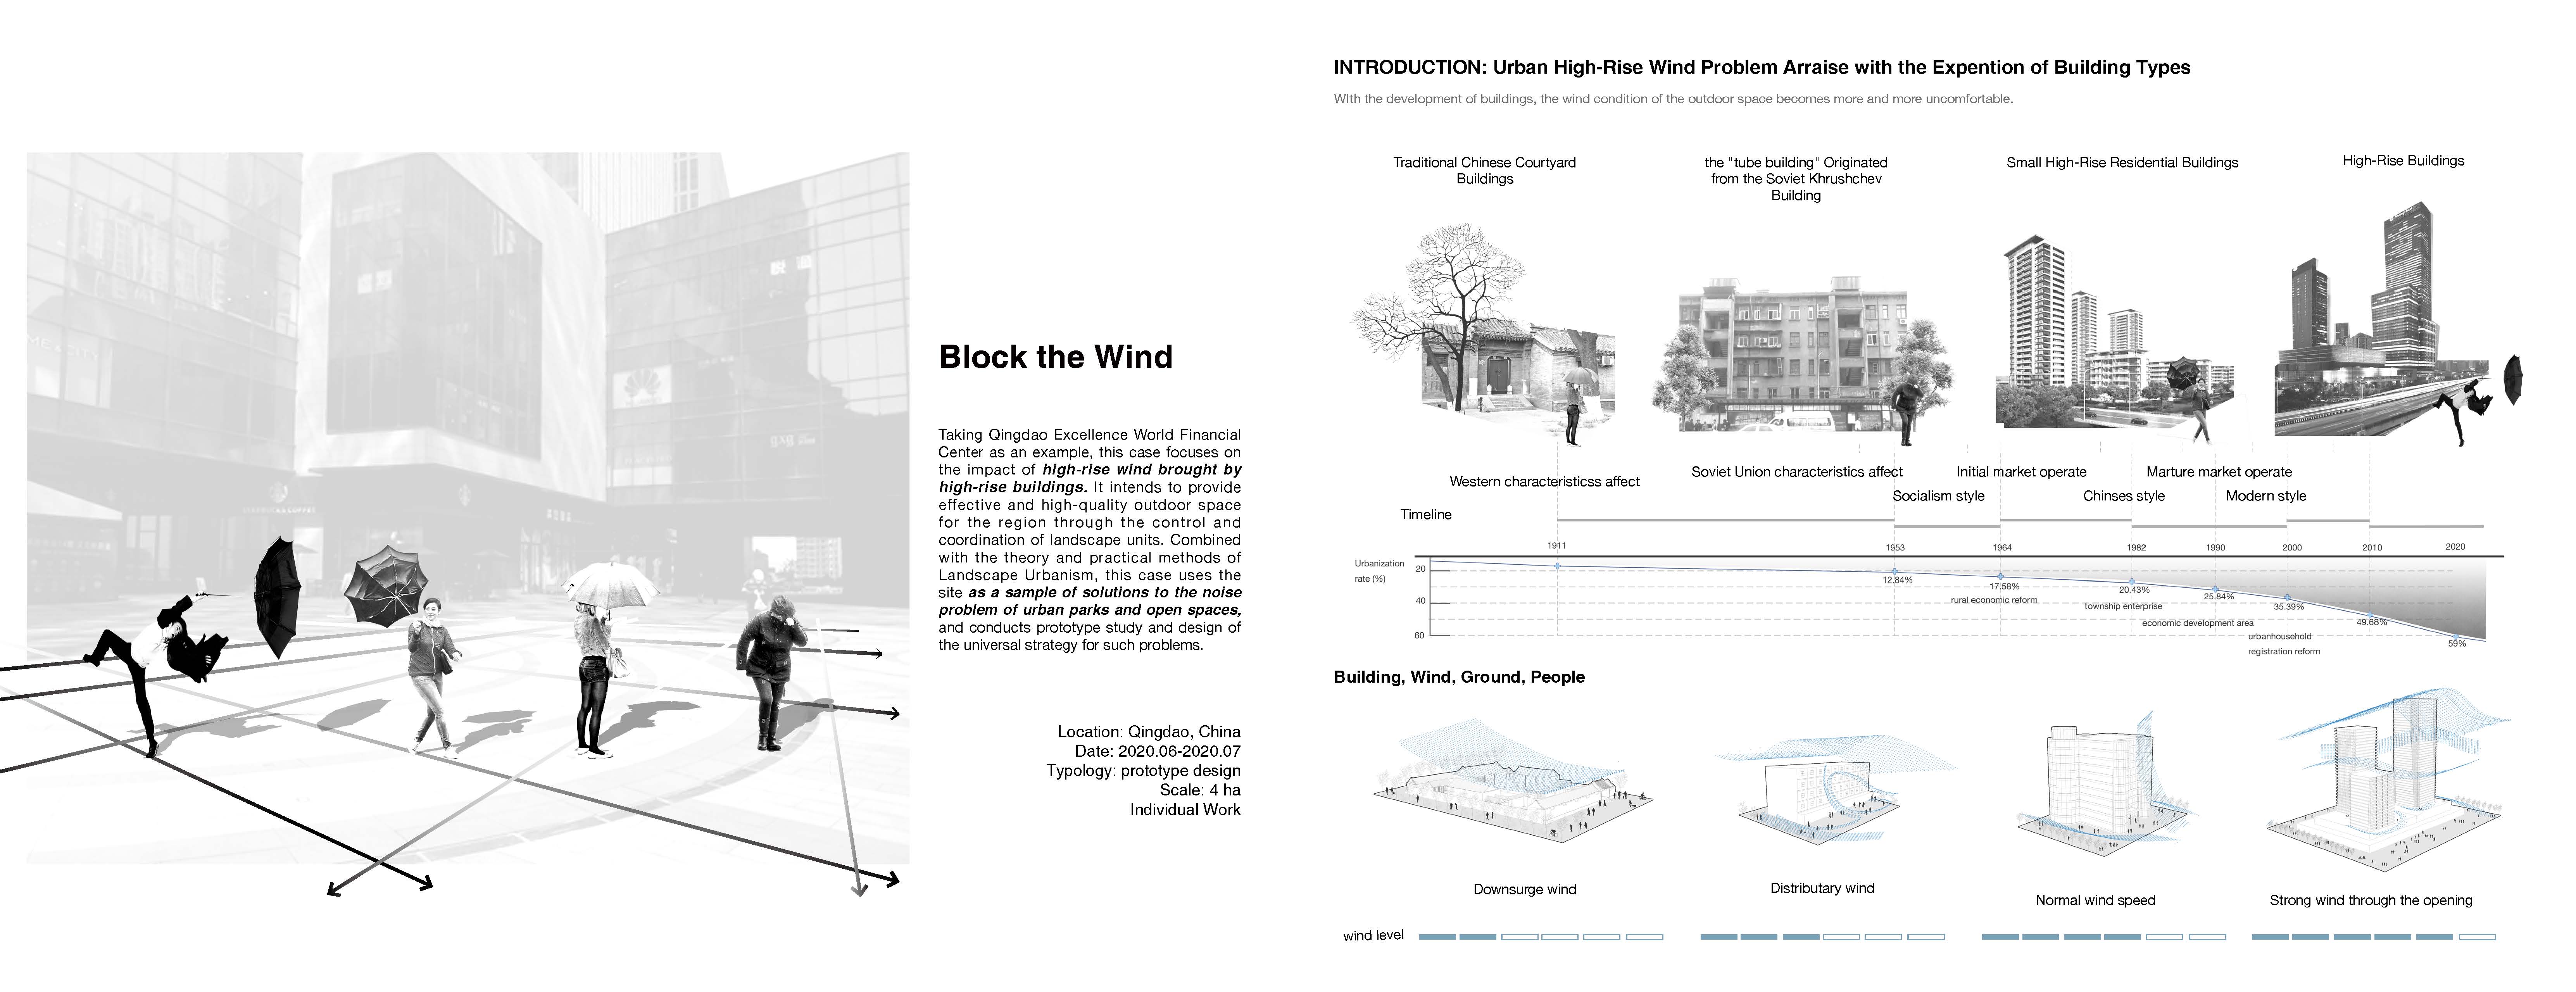 Block the Wind
Taking Qingdao Excellence World Financial
Center as an example, this case focuses on
the impact of high-rise wind brought by
high-rise buildings. It intends to provide
effective and high-quality outdoor space
for the region through the control and
coordination of landscape units. Combined
with the theory and practical methods of
Landscape Urbanism, this case uses the
site as a sample of solutions to the noise
problem of urban parks and open spaces,
and conducts prototype study and design of
the universal strategy for such problems.
Location: Qingdao, China
Date: 2020.06-2020.07
Typology: prototype design
Scale: 4 ha
Individual Work
INTRODUCTION: Urban High-Rise Wind Problem Arraise with the Expention of Building Types
WIth the development of buildings, the wind condition of the outdoor space becomes more and more uncomfortable.
Traditional Chinese Courtyard
Buildings
the "tube building" Originated
from the Soviet Khrushchev
Building
Small High-Rise Residential Buildings
High-Rise Buildings
Western characteristicss affect
Soviet Union characteristics affect
Initial market operate
Marture market operate
Socialism style
Chinses style
Modern style
Timeline
1911
1953
1964
1982
1990
2000
2010
2020
Urbanization
rate (%)
20
40
60
12.84%
17.58%
20.43%
25.84%
35.39%
49.68%
59%
rural economic reform
township enterprise
economic development area
urbanhousehold
registration reform
Building, Wind, Ground, People
Downsurge wind
Distributary wind
Normal wind speed
Strong wind through the opening
wind level